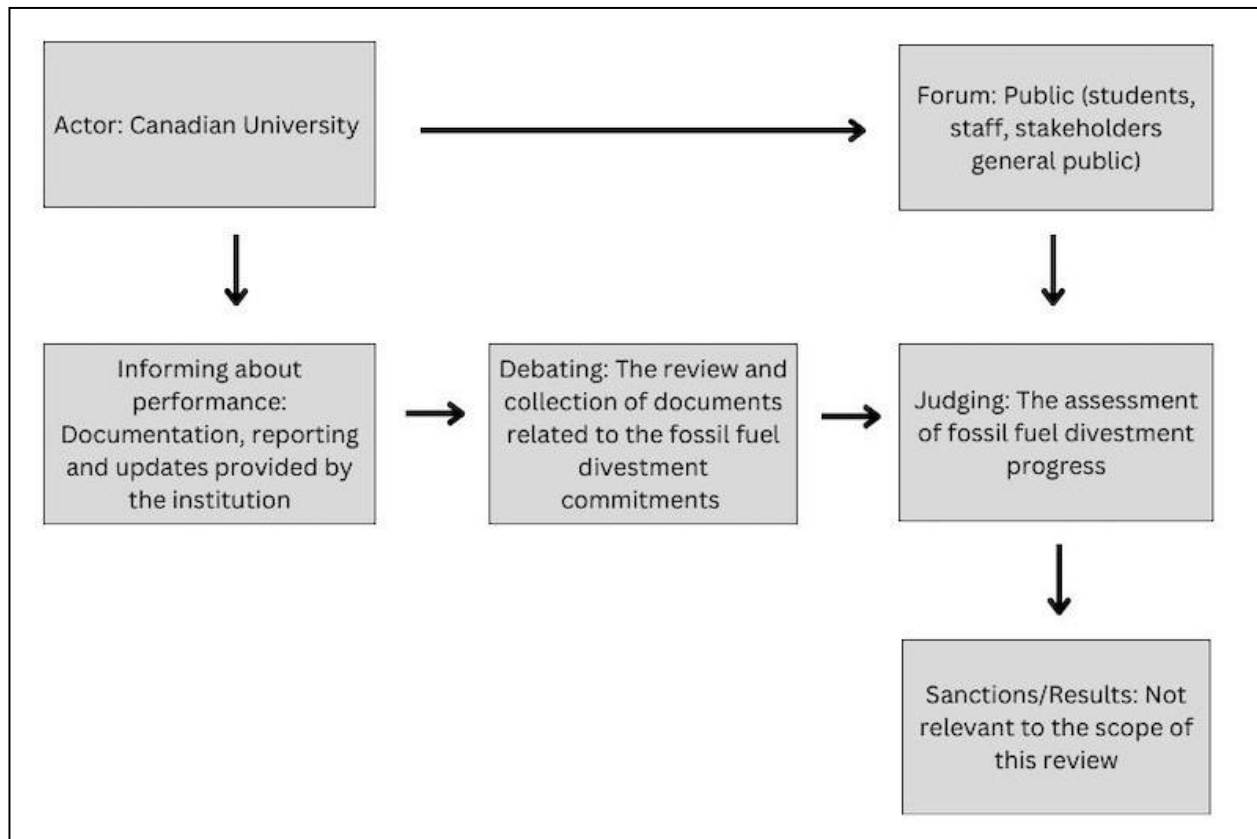 Actor: Canadian University
Forum: Public (students,
staff, stakeholders
general public)
Informing about
performance:
Documentation, reporting
and updates provided by
the institution
Debating: The review and
collection of documents
related to the fossil fuel
divestment
commitments
Judging: The assessment
of fossil fuel divestment
progress
Sanctions/Results: Not
relevant to the scope of
this review